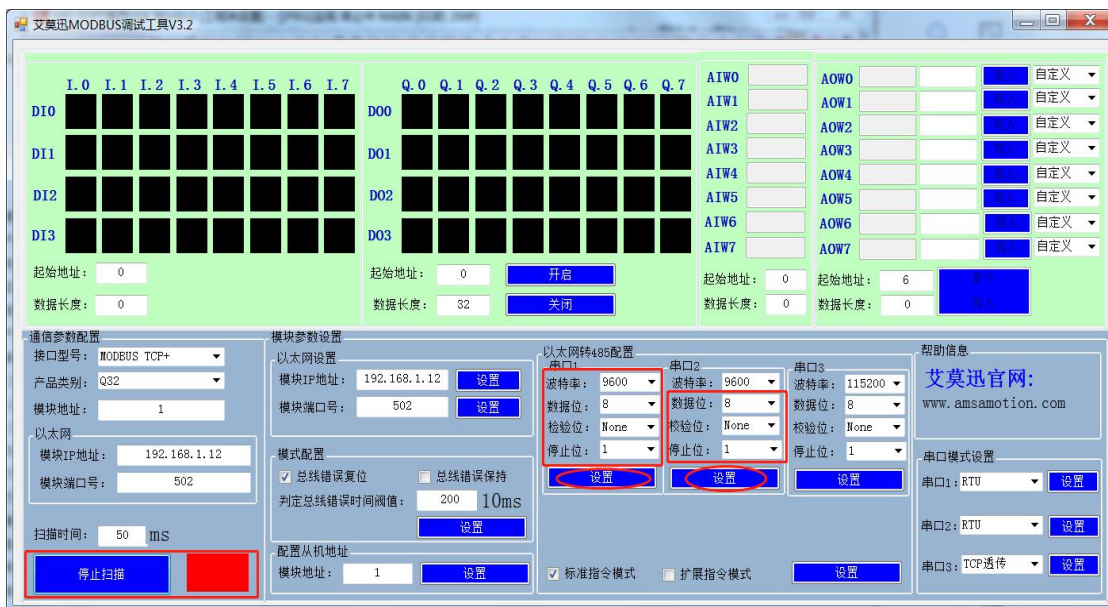 艾莫迅MODBUS调试工具V3.2
I.0 I.1 I.2 I.3 I.4 I.5 I.6 I.7
DI0
DI1
DI2
DI3
起始地址： 0
数据长度： 0
Q.0 Q.1 Q.2 Q.3 Q.4 Q.5 Q.6 Q.7
DO0
DO1
DO2
DO3
起始地址： 0 开启
数据长度： 32 关闭
AIW0
AIW1
AIW2
AIW3
AIW4
AIW5
AIW6
AIW7
起始地址： 0
数据长度： 0
AOW0 自定义
AOW1 自定义
AOW2 自定义
AOW3 自定义
AOW4 自定义
AOW5 自定义
AOW6 自定义
AOW7 自定义
起始地址： 6
数据长度： 0
通信参数配置
接口型号： MODBUS TCP+
产品类别： Q32
模块地址： 1
以太网
模块IP地址： 192.168.1.12
模块端口号： 502
扫描时间： 50 mS
停止扫描
模块参数设置
以太网设置
模块IP地址： 192.168.1.12 设置
模块端口号： 502 设置
模式配置
总线错误复位 总线错误保持
判定总线错误时间阀值： 200 10ms
设置
配置从机地址
模块地址： 1 设置
以太网转485配置
串口1
波特率： 9600
数据位： 8
检验位： None
停止位： 1
设置
串口2
波特率： 9600
数据位： 8
校验位： None
停止位： 1
设置
串口3
波特率： 115200
数据位： 8
校验位： None
停止位： 1
设置
标准指令模式 扩展指令模式 设置
帮助信息
艾莫迅官网:
www.amsamotion.com
串口模式设置
串口1: RTU 设置
串口2: RTU 设置
串口3: TCP透传 设置